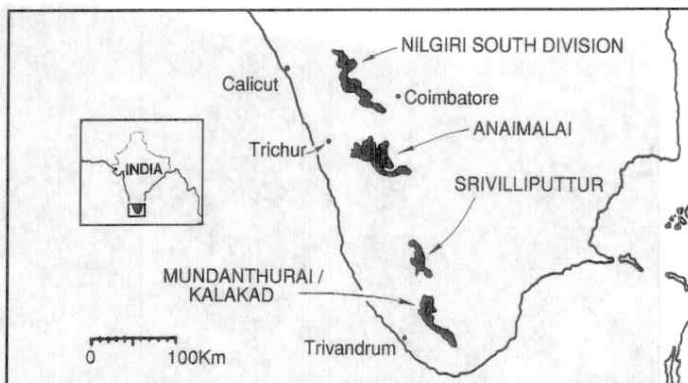 NILGIRI SOUTH DIVISION
Calicut
Coimbatore
Trichur
ANAIMALAI
INDIA
SRIVILLIPUTTUR
MUNDANTHURAI /
KALAKAD
0 100Km
Trivandrum